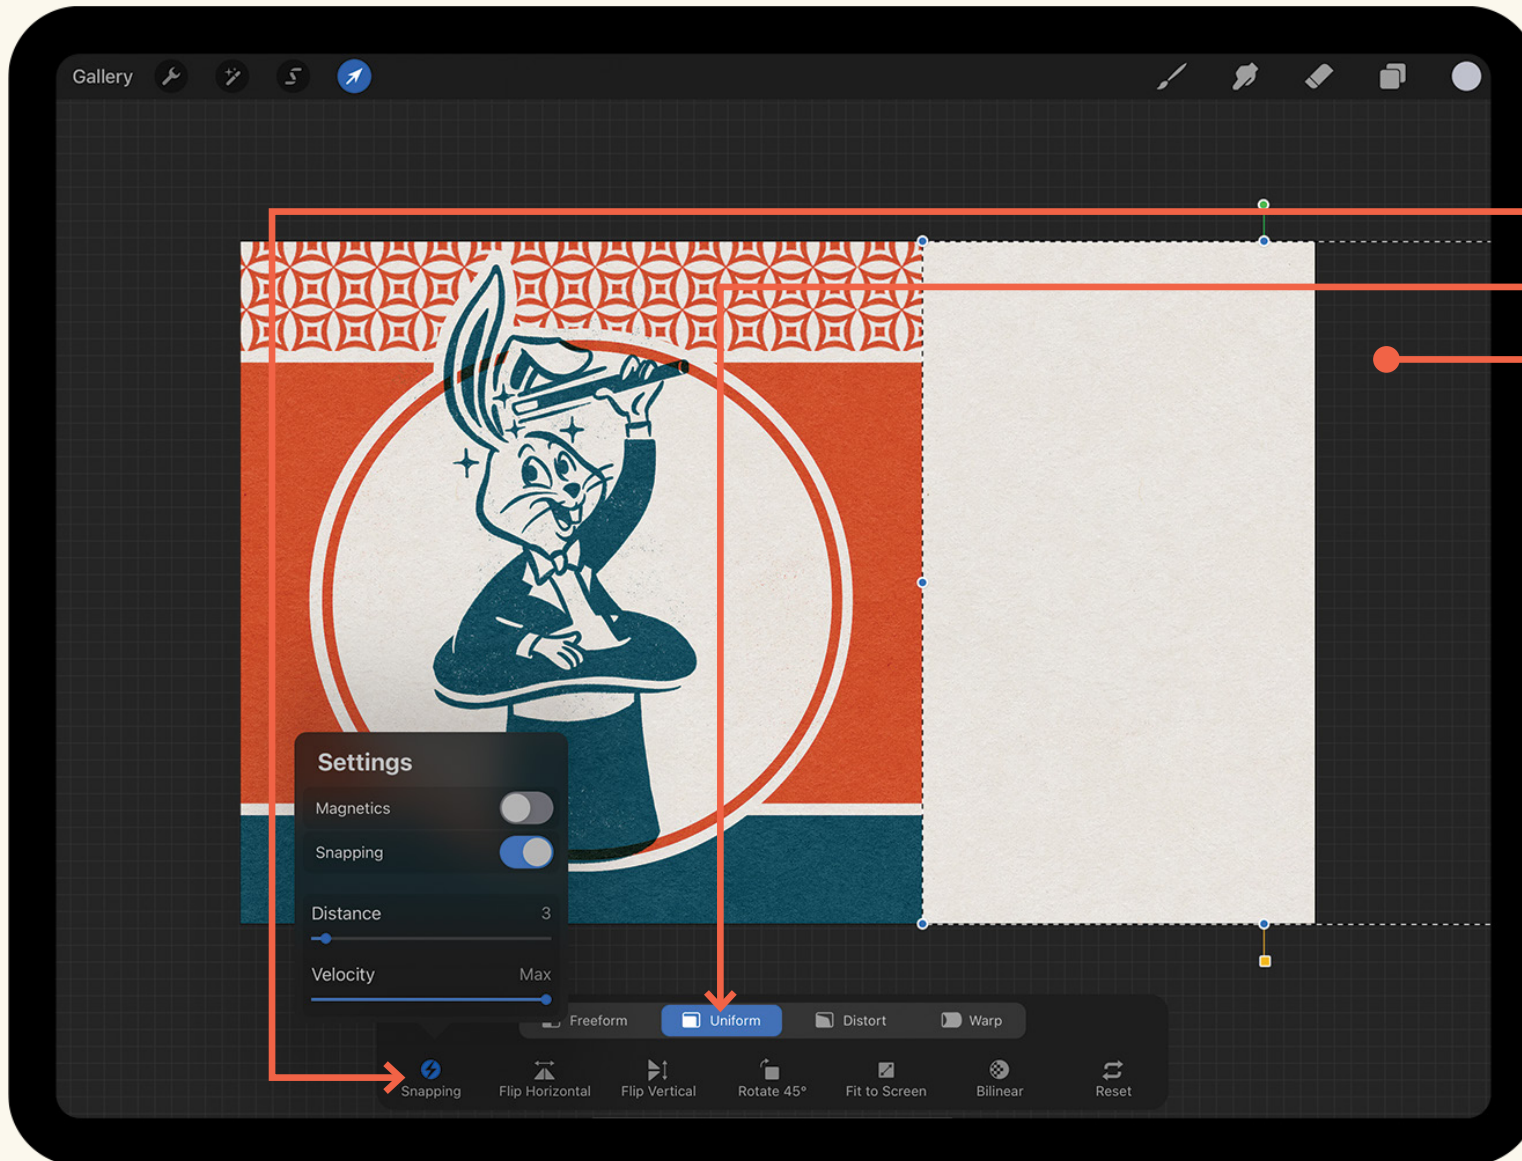 Gallery
Settings
Magnetics
Snapping
Distance 3
Velocity Max
Freeform Uniform Distort Warp
Snapping Flip Horizontal Flip Vertical Rotate 45° Fit to Screen Bilinear Reset